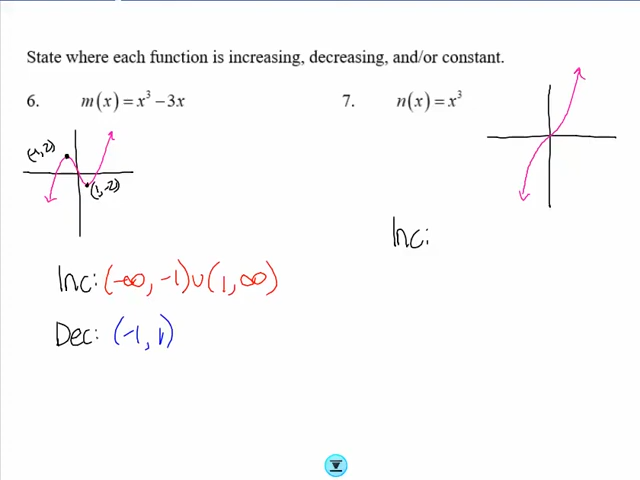 State where each function is increasing, decreasing, and/or constant.
6. m(x) = x³ − 3x
(-1, 2)
(1, -2)
Inc: (-∞, -1) ∪ (1, ∞)
Dec: (-1, 1)
7. n(x) = x³
Inc: